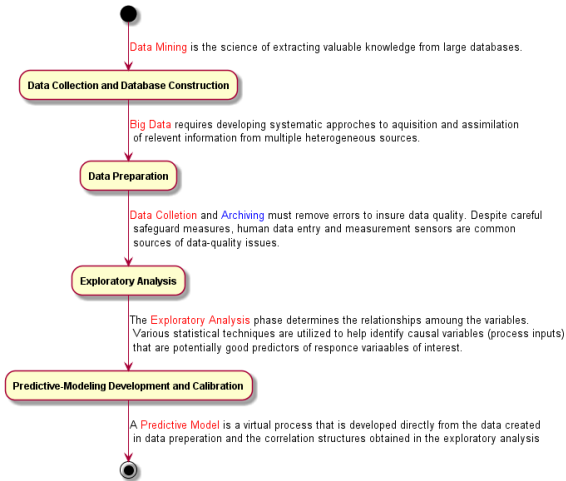 Data Mining is the science of extracting valuable knowledge from large databases.
Data Collection and Database Construction
Big Data requires developing systematic approches to aquisition and assimilation
of relevent information from multiple heterogeneous sources.
Data Preparation
Data Colletion and Archiving must remove errors to insure data quality. Despite careful
safeguard measures, human data entry and measurement sensors are common
sources of data-quality issues.
Exploratory Analysis
The Exploratory Analysis phase determines the relationships amoung the variables.
Various statistical techniques are utilized to help identify causal variables (process inputs)
that are potentially good predictors of responce variaables of interest.
Predictive-Modeling Development and Calibration
A Predictive Model is a virtual process that is developed directly from the data created
in data preperation and the correlation structures obtained in the exploratory analysis